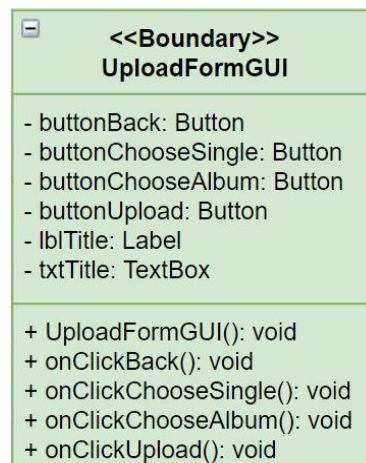 <<Boundary>>
UploadFormGUI
- buttonBack: Button
- buttonChooseSingle: Button
- buttonChooseAlbum: Button
- buttonUpload: Button
- lblTitle: Label
- txtTitle: TextBox
+ UploadFormGUI(): void
+ onClickBack(): void
+ onClickChooseSingle(): void
+ onClickChooseAlbum(): void
+ onClickUpload(): void